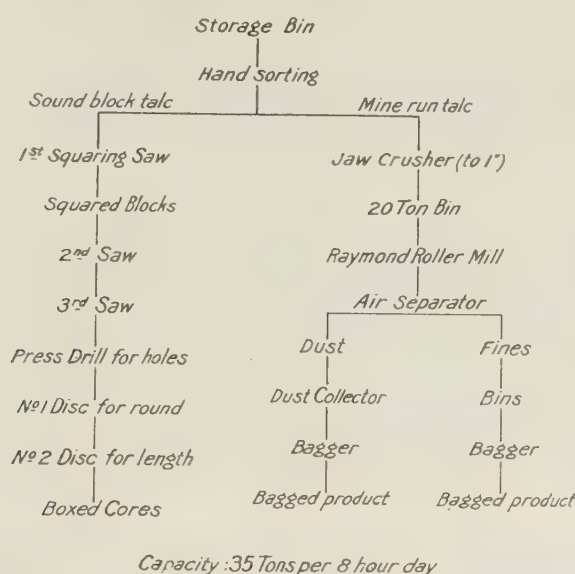 Storage Bin
Hand sorting
Sound block talc
Mine run talc
1st Squaring Saw
Squared Blocks
2nd Saw
3rd Saw
Press Drill for holes
Nº1 Disc for round
Nº2 Disc for length
Boxed Cores
Jaw Crusher (to 1")
20 Ton Bin
Raymond Roller Mill
Air Separator
Dust
Dust Collector
Bagger
Bagged product
Fines
Bins
Bagger
Bagged product
Capacity : 35 Tons per 8 hour day